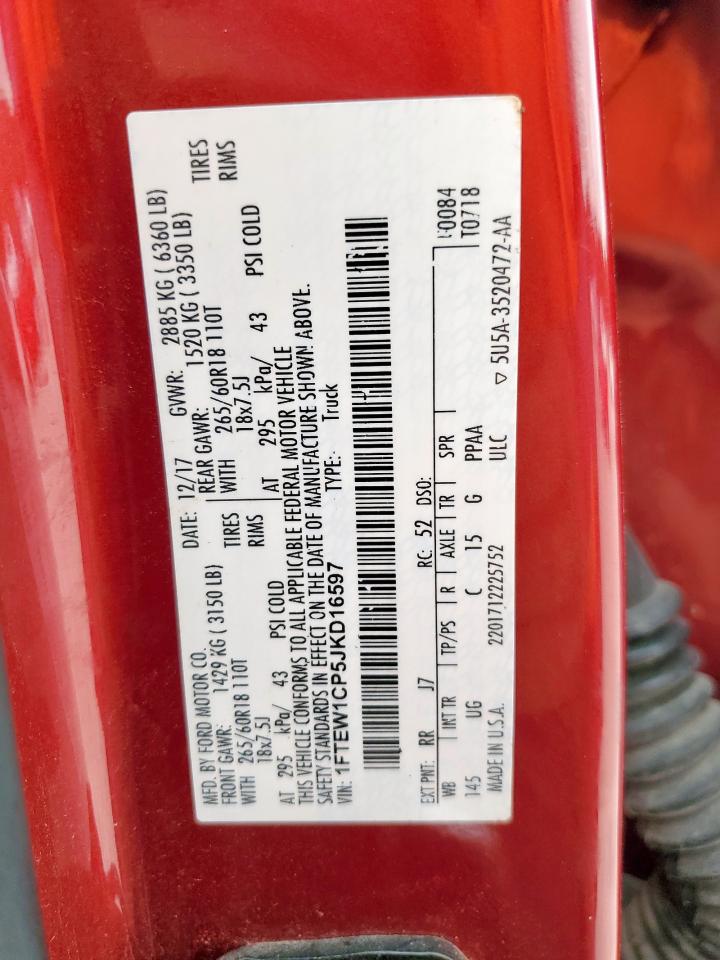 MFD. BY FORD MOTOR CO.
DATE: 12/17 GVWR: 2885 KG ( 6360 LB)
FRONT GAWR: 1429 KG ( 3150 LB) REAR GAWR: 1520 KG ( 3350 LB)
WITH 265/60R18 110T TIRES WITH 265/60R18 110T TIRES
18x7.5J RIMS 18x7.5J RIMS
AT 295 kPa/ 43 PSI COLD AT 295 kPa/ 43 PSI COLD
THIS VEHICLE CONFORMS TO ALL APPLICABLE FEDERAL MOTOR VEHICLE
SAFETY STANDARDS IN EFFECT ON THE DATE OF MANUFACTURE SHOWN ABOVE.
VIN: 1FTEW1CP5JKD16597 TYPE: Truck
EXT PNT: RR J7 RC: 52 DSO:
WB INT TR TP/PS R AXLE TR SPR
145 UG C 15 G PPAA
T0718
MADE IN U.S.A. 2201712225752 ULC ▽ 5U5A-3520472-AA